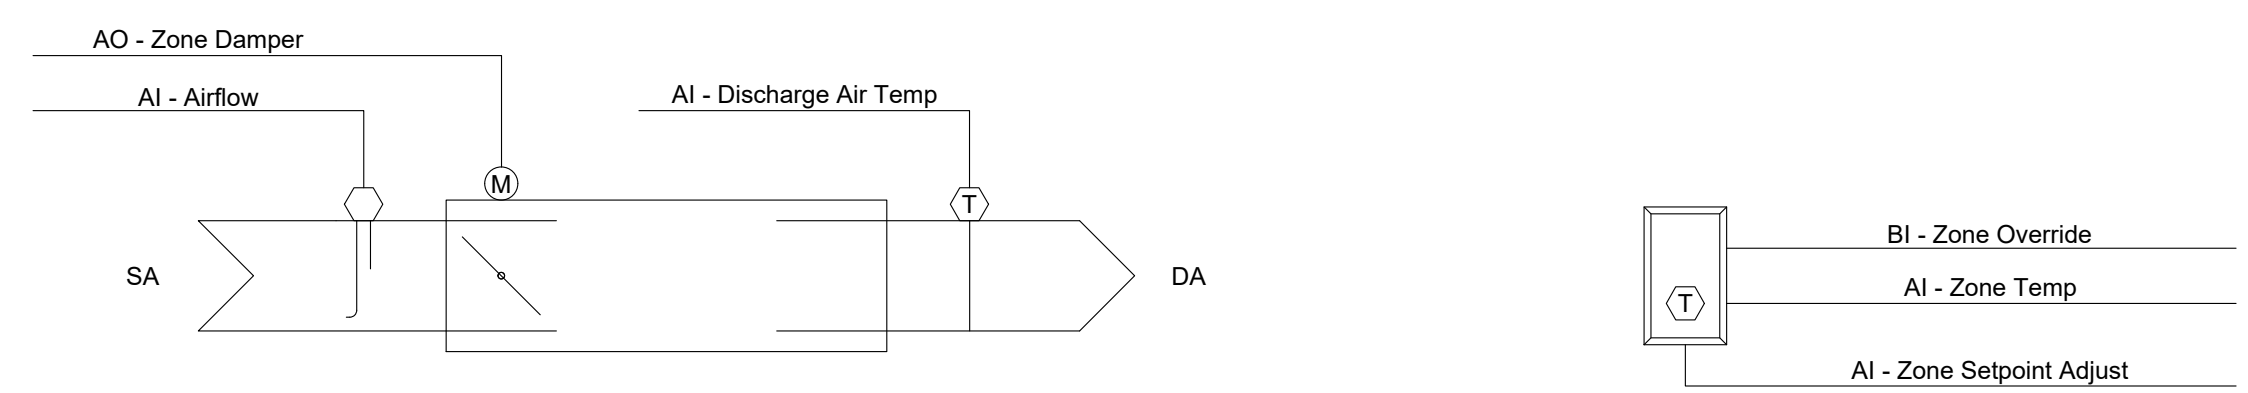 AO - Zone Damper
AI - Airflow
AI - Discharge Air Temp
M
T
SA
DA
BI - Zone Override
AI - Zone Temp
T
AI - Zone Setpoint Adjust